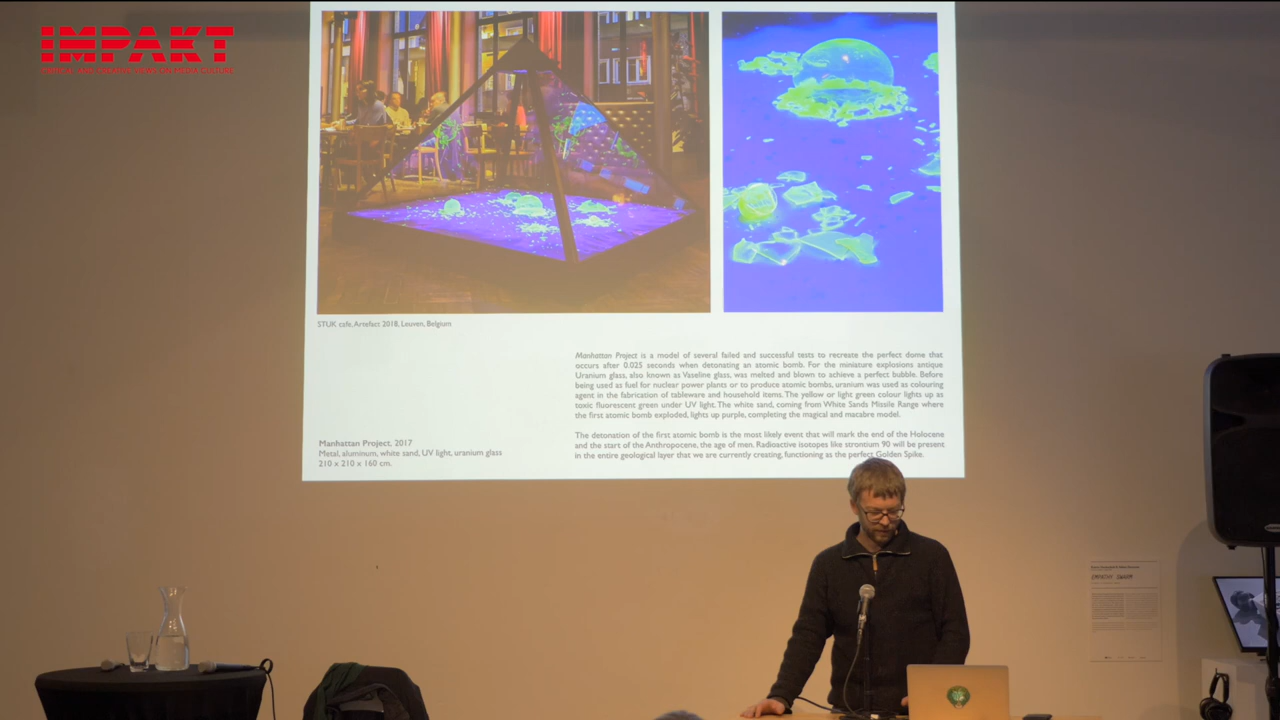 IMPAKT
CRITICAL AND CREATIVE VIEWS ON MEDIA CULTURE
STUK cafe, Artefact 2018, Leuven, Belgium
Manhattan Project is a model of several failed and successful tests to recreate the perfect dome that
occurs after 0.025 seconds when detonating an atomic bomb. For the miniature explosions antique
Uranium glass, also known as Vaseline glass, was melted and blown to achieve a perfect bubble. Before
being used as fuel for nuclear power plants or to produce atomic bombs, uranium was used as colouring
agent in the fabrication of tableware and household items. The yellow or light green colour lights up as
toxic fluorescent green under UV light. The white sand, coming from White Sands Missile Range where
the first atomic bomb exploded, lights up purple, completing the magical and macabre model.
The detonation of the first atomic bomb is the most likely event that will mark the end of the Holocene
and the start of the Anthropocene, the age of men. Radioactive isotopes like strontium 90 will be present
in the entire geological layer that we are currently creating, functioning as the perfect Golden Spike.
Manhattan Project, 2017
Metal, aluminum, white sand, UV light, uranium glass
210 x 210 x 160 cm.